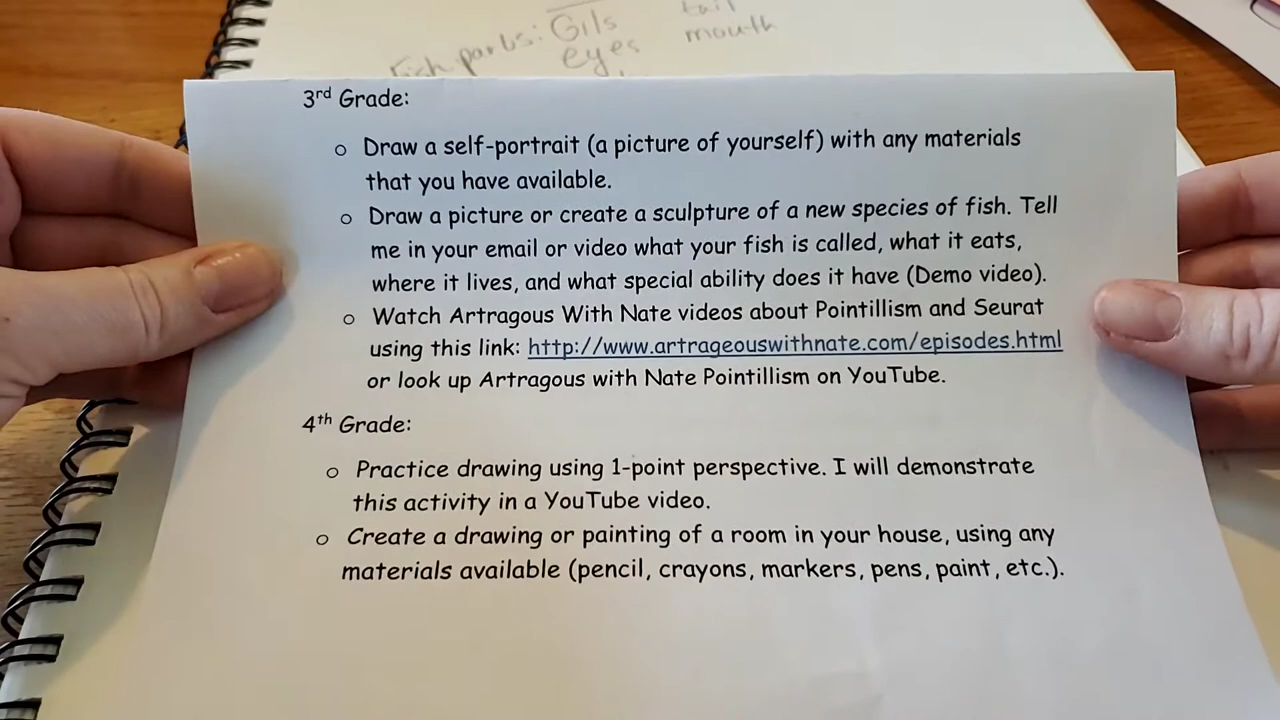 Gils tail
Fish parts: eyes mouth
3rd Grade:
o Draw a self-portrait (a picture of yourself) with any materials
that you have available.
o Draw a picture or create a sculpture of a new species of fish. Tell
me in your email or video what your fish is called, what it eats,
where it lives, and what special ability does it have (Demo video).
o Watch Artragous With Nate videos about Pointillism and Seurat
using this link: http://www.artrageouswithnate.com/episodes.html
or look up Artragous with Nate Pointillism on YouTube.
4th Grade:
o Practice drawing using 1-point perspective. I will demonstrate
this activity in a YouTube video.
o Create a drawing or painting of a room in your house, using any
materials available (pencil, crayons, markers, pens, paint, etc.).